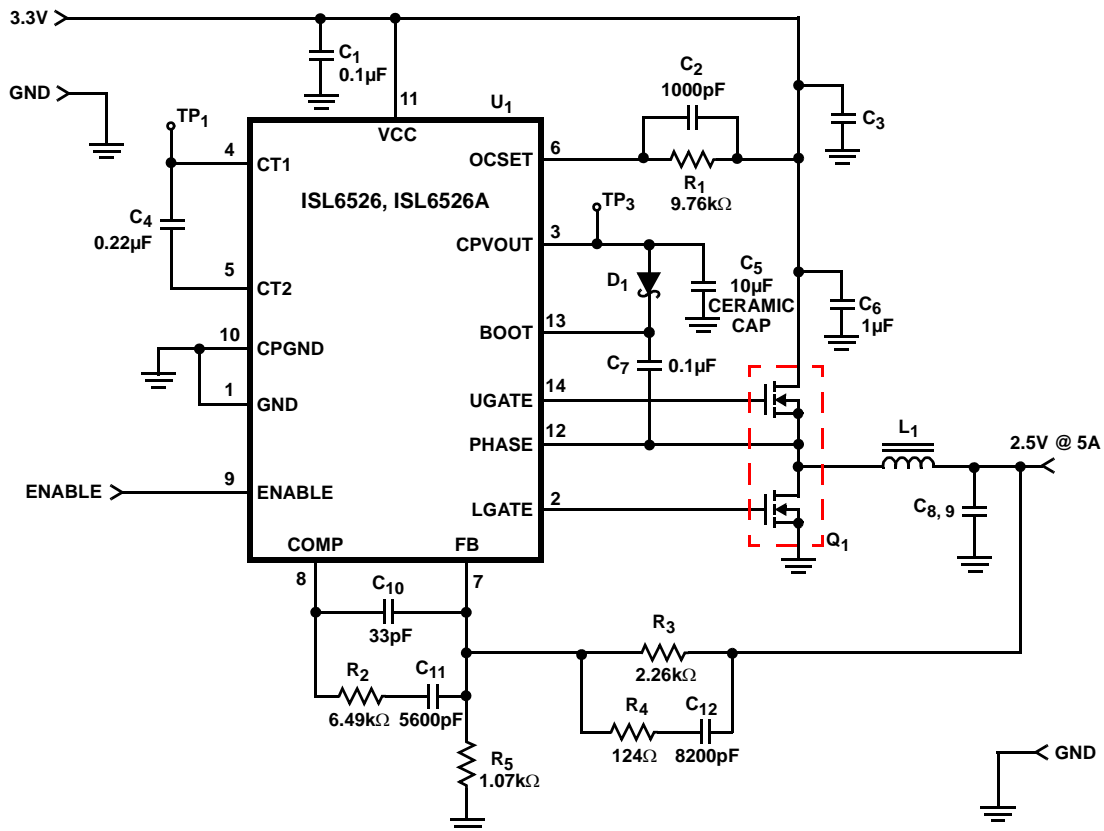 3.3V
C1
0.1µF
GND
TP1
11
U1
VCC
C2
1000pF
C3
4
CT1
OCSET
6
R1
9.76kΩ
ISL6526, ISL6526A
C4
0.22µF
TP3
CPVOUT
3
D1
C5
10µF
CERAMIC
CAP
5
CT2
C6
1µF
BOOT
13
C7
0.1µF
10
CPGND
1
GND
UGATE
14
PHASE
12
L1
2.5V @ 5A
ENABLE
9
ENABLE
LGATE
2
C8, 9
Q1
COMP
FB
8
7
C10
33pF
R3
2.26kΩ
R2
6.49kΩ
C11
5600pF
R4
124Ω
C12
8200pF
R5
1.07kΩ
GND